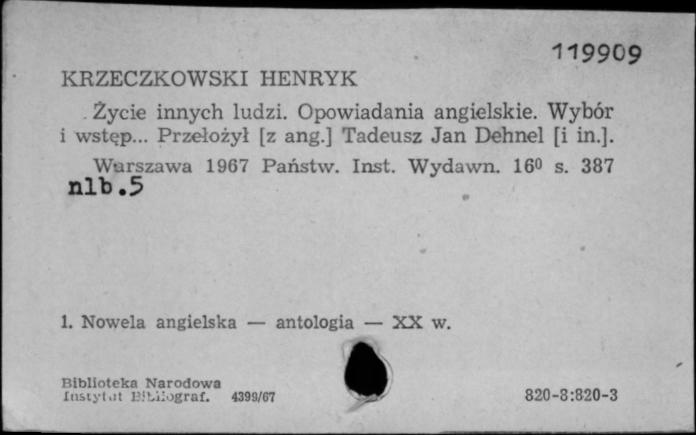 119909
KRZECZKOWSKI HENRYK
Życie innych ludzi. Opowiadania angielskie. Wybór
i wstęp... Przełożył [z ang.] Tadeusz Jan Dehnel [i in.].
Warszawa 1967 Państw. Inst. Wydawn. 16⁰ s. 387
nlb.5
1. Nowela angielska — antologia — XX w.
Biblioteka Narodowa
Instytut Bibliograf. 4399/67
820-3:820-3